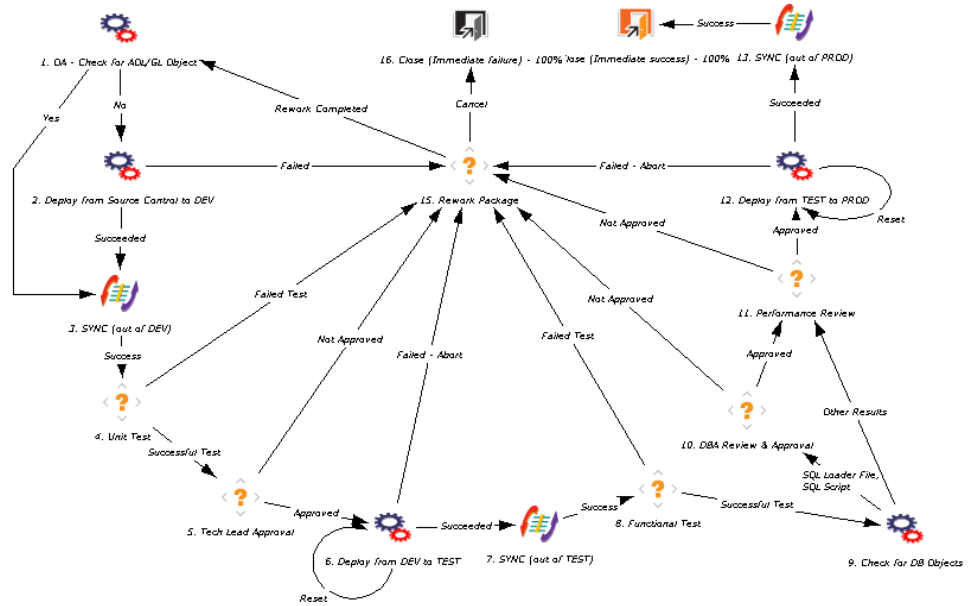 Success
1. OA - Check for AOL/GL Object
16. Close (Immediate failure) - 100%
lose (Immediate success) - 100%
13. SYNC (out of PROD)
Yes
No
Rework Completed
Cancel
Succeeded
Failed
Failed - Abort
2. Deploy from Source Control to DEV
15. Rework Package
12. Deploy from TEST to PROD
Reset
Succeeded
Not Approved
Approved
Failed Test
Not Approved
3. SYNC (out of DEV)
11. Performance Review
Success
Not Approved
Failed - Abort
Failed Test
Approved
Other Results
4. Unit Test
Successful Test
10. DBA Review & Approval
SQL Loader File,
SQL Script
Approved
Success
Successful Test
5. Tech Lead Approval
Succeeded
8. Functional Test
6. Deploy from DEV to TEST
7. SYNC (out of TEST)
9. Check for DB Objects
Reset